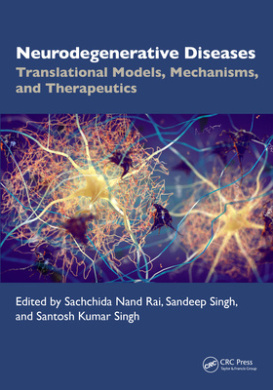 Neurodegenerative Diseases
Translational Models, Mechanisms,
and Therapeutics
Edited by Sachchida Nand Rai, Sandeep Singh,
and Santosh Kumar Singh
CRC Press
Taylor & Francis Group